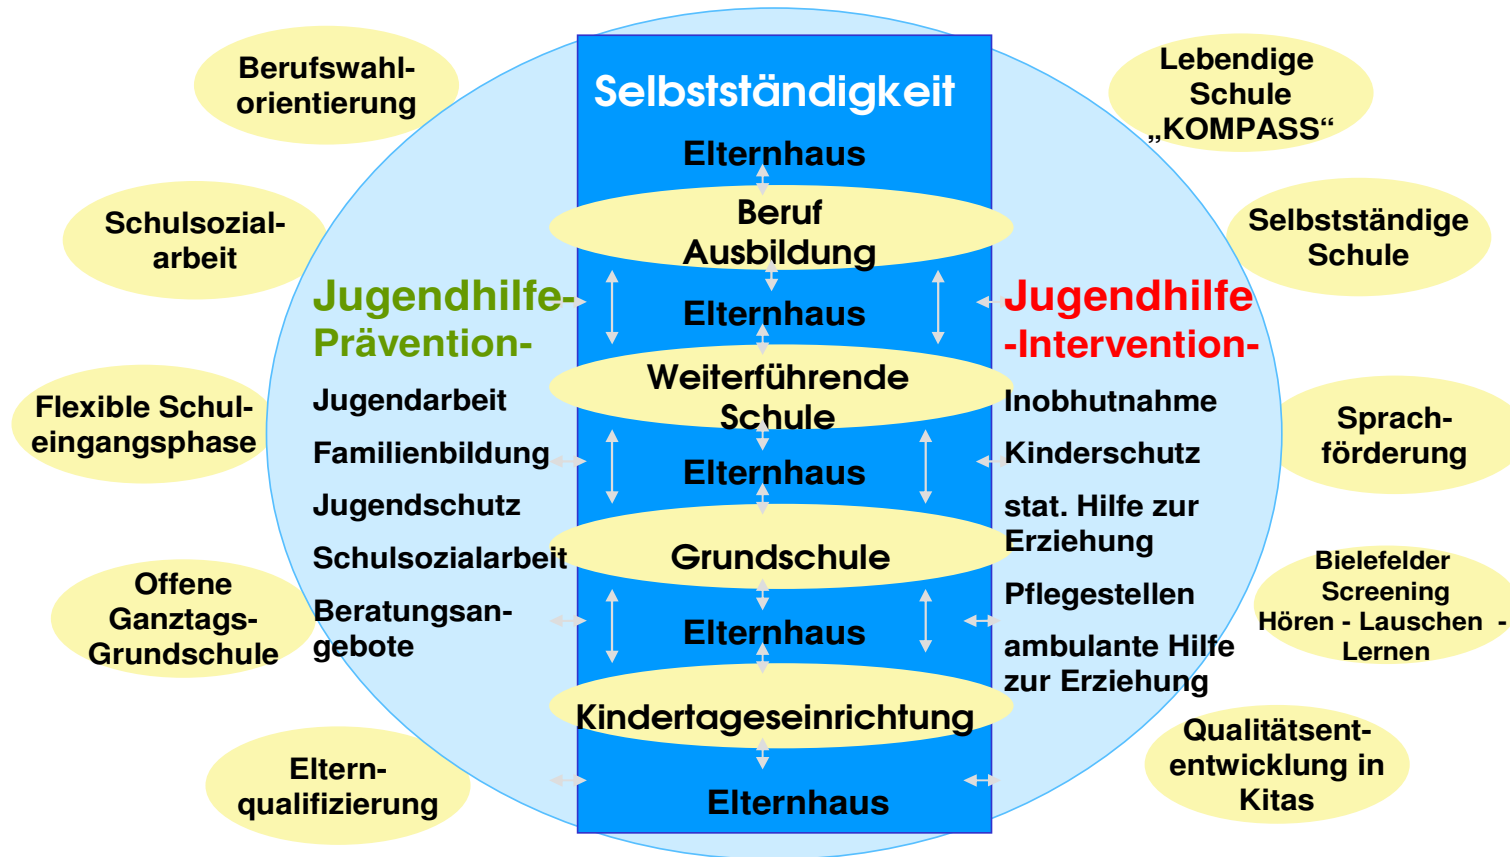 Berufswahl-
orientierung
Schulsozial-
arbeit
Flexible Schul-
eingangsphase
Offene
Ganztags-
Grundschule
Eltern-
qualifizierung
Jugendhilfe-
Prävention-
Jugendarbeit
Familienbildung
Jugendschutz
Schulsozialarbeit
Beratungsan-
gebote
Selbstständigkeit
Elternhaus
Beruf
Ausbildung
Elternhaus
Weiterführende
Schule
Elternhaus
Grundschule
Elternhaus
Kindertageseinrichtung
Elternhaus
Jugendhilfe
-Intervention-
Inobhutnahme
Kinderschutz
stat. Hilfe zur
Erziehung
Pflegestellen
ambulante Hilfe
zur Erziehung
Lebendige
Schule
„KOMPASS“
Selbstständige
Schule
Sprach-
förderung
Bielefelder
Screening
Hören - Lauschen -
Lernen
Qualitätsent-
entwicklung in
Kitas